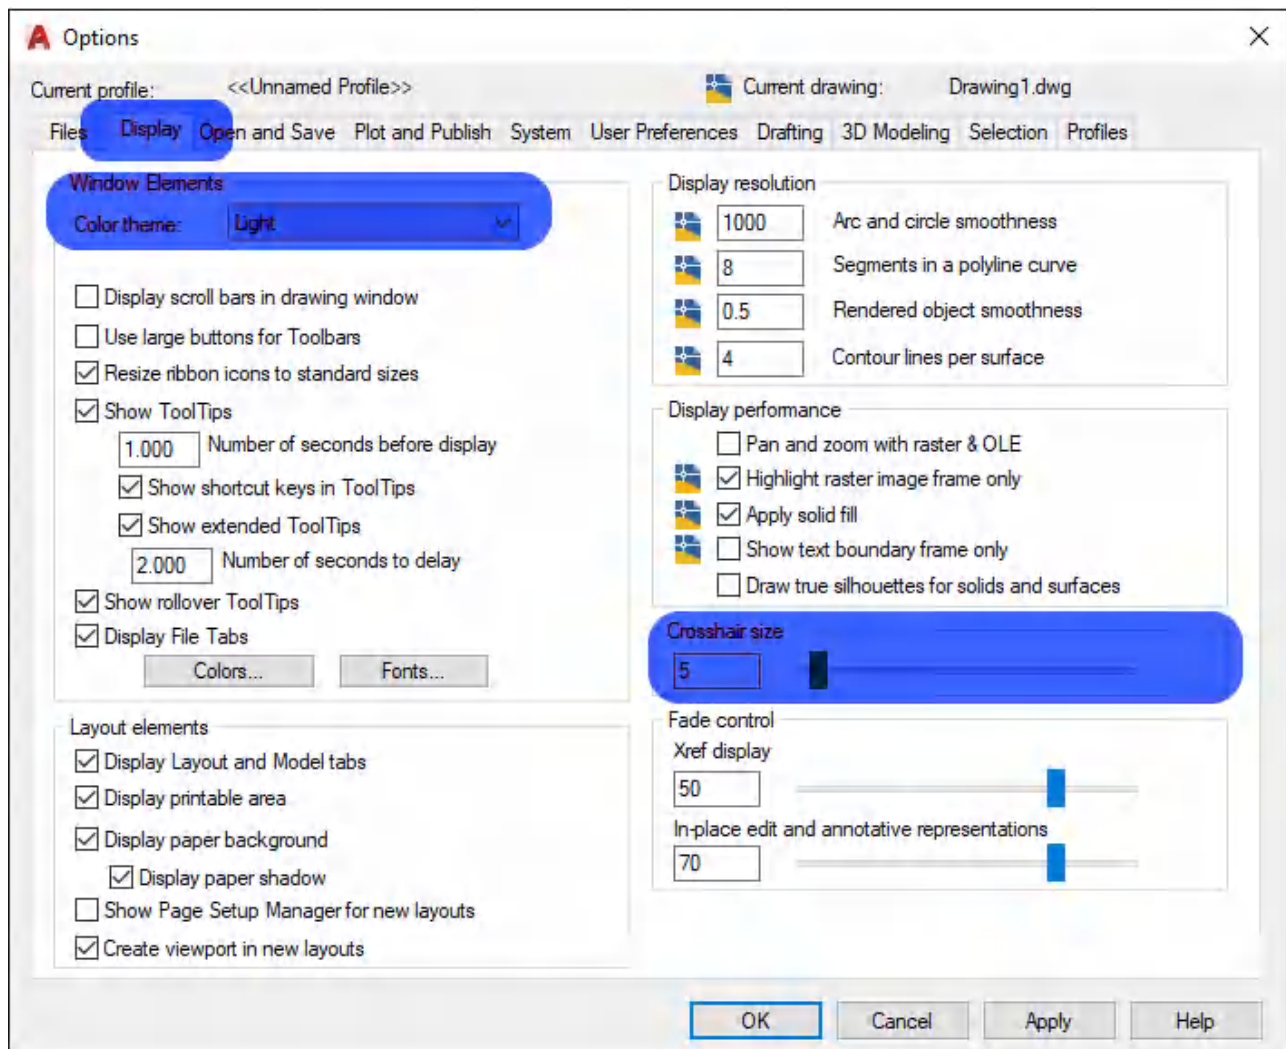 Options
Current profile: <<Unnamed Profile>> Current drawing: Drawing1.dwg
Files Display Open and Save Plot and Publish System User Preferences Drafting 3D Modeling Selection Profiles
Window Elements
Color theme: Light
Display scroll bars in drawing window
Use large buttons for Toolbars
Resize ribbon icons to standard sizes
Show ToolTips
1.000 Number of seconds before display
Show shortcut keys in ToolTips
Show extended ToolTips
2.000 Number of seconds to delay
Show rollover ToolTips
Display File Tabs
Colors... Fonts...
Layout elements
Display Layout and Model tabs
Display printable area
Display paper background
Display paper shadow
Show Page Setup Manager for new layouts
Create viewport in new layouts
Display resolution
1000 Arc and circle smoothness
8 Segments in a polyline curve
0.5 Rendered object smoothness
4 Contour lines per surface
Display performance
Pan and zoom with raster & OLE
Highlight raster image frame only
Apply solid fill
Show text boundary frame only
Draw true silhouettes for solids and surfaces
Crosshair size
5
Fade control
Xref display
50
In-place edit and annotative representations
70
OK Cancel Apply Help